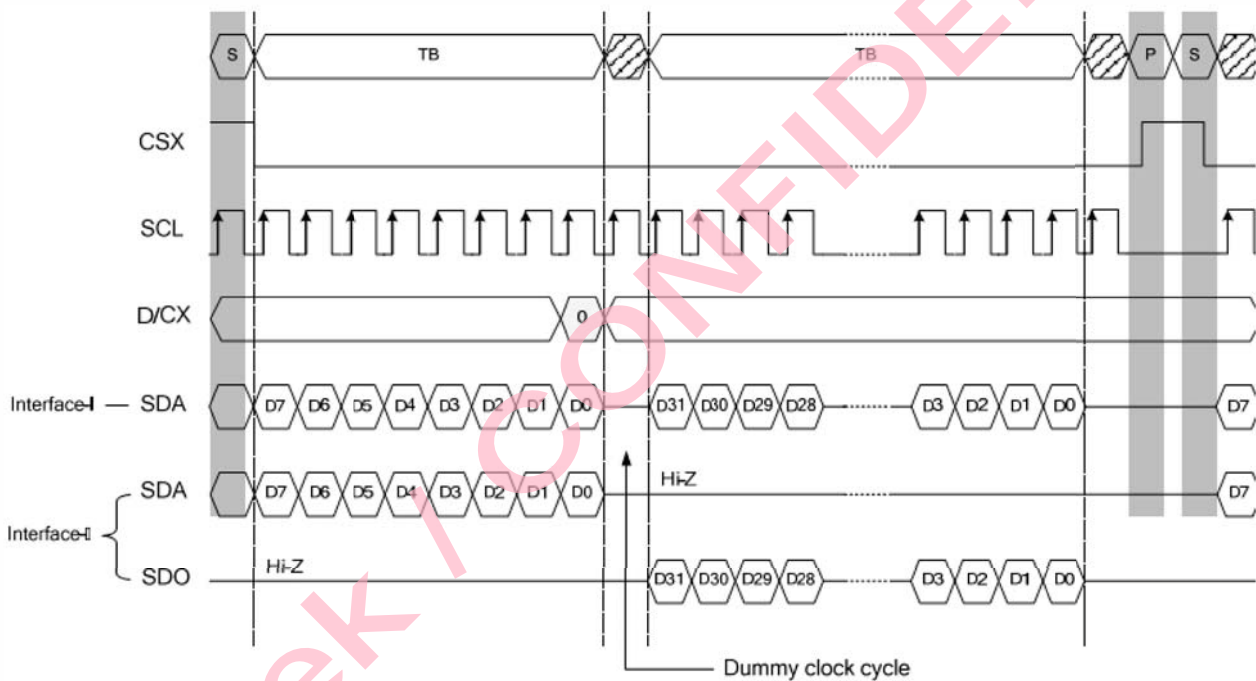 S TB TB P S
CSX
SCL
D/CX 0
Interface-I SDA D7 D6 D5 D4 D3 D2 D1 D0 D31 D30 D29 D28 D3 D2 D1 D0 D7
SDA D7 D6 D5 D4 D3 D2 D1 D0 Hi-Z D7
Interface-II
SDO Hi-Z D31 D30 D29 D28 D3 D2 D1 D0
Dummy clock cycle
ek / CONFIDE